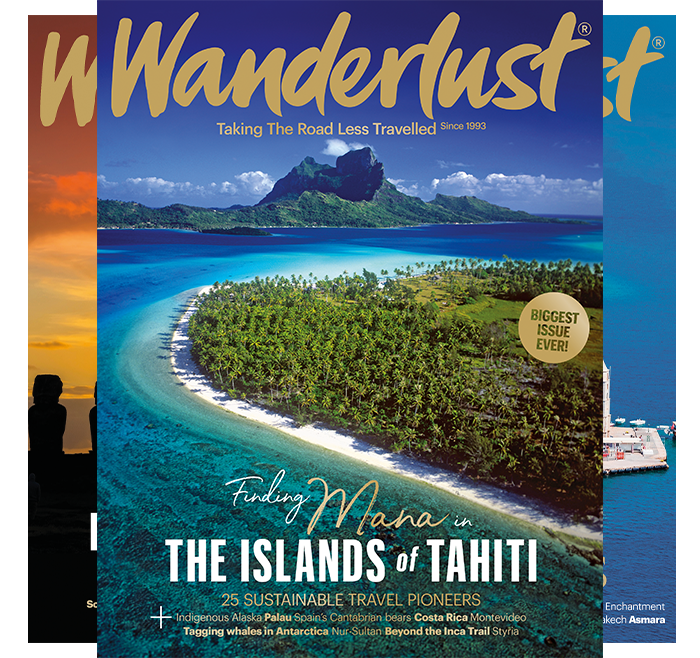 Wanderlust®
Taking The Road Less Travelled Since 1993
BIGGEST
ISSUE
EVER!
Finding Mana in
THE ISLANDS of TAHITI
25 SUSTAINABLE TRAVEL PIONEERS
+ Indigenous Alaska Palau Spain's Cantabrian bears Costa Rica Montevideo
Tagging whales in Antarctica Nur-Sultan Beyond the Inca Trail Styria
W
st®
Enchantment
akech Asmara